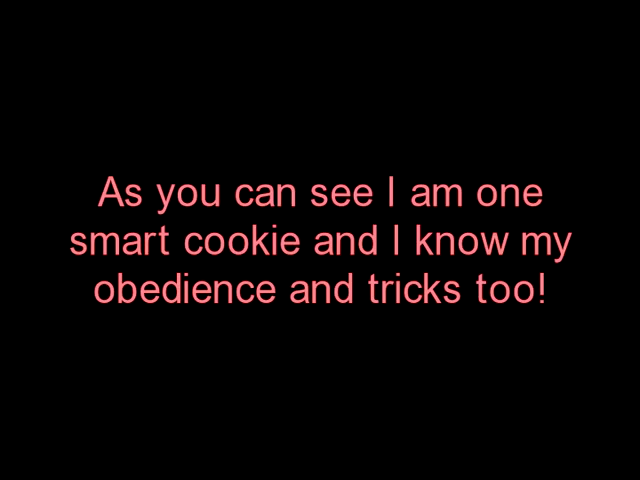 As you can see I am one
smart cookie and I know my
obedience and tricks too!